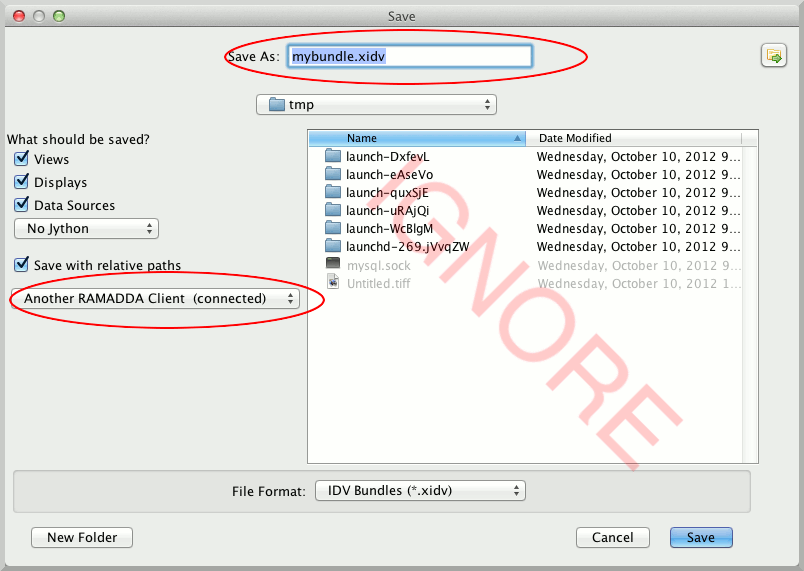 Save
Save As: mybundle.xidv
tmp
What should be saved?
Views
Displays
Data Sources
No Jython
Save with relative paths
Another RAMADDA Client (connected)
Name Date Modified
launch-DxfevL Wednesday, October 10, 2012 9...
launch-eAseVo Wednesday, October 10, 2012 9...
launch-quxSjE Wednesday, October 10, 2012 9...
launch-uRAjQi Wednesday, October 10, 2012 9...
launch-WcBlgM Wednesday, October 10, 2012 9...
launchd-269.jVvqZW Wednesday, October 10, 2012 9...
mysql.sock Wednesday, October 10, 2012 9...
Untitled.tiff Wednesday, October 10, 2012 1...
IGNORE
File Format: IDV Bundles (*.xidv)
New Folder Cancel Save